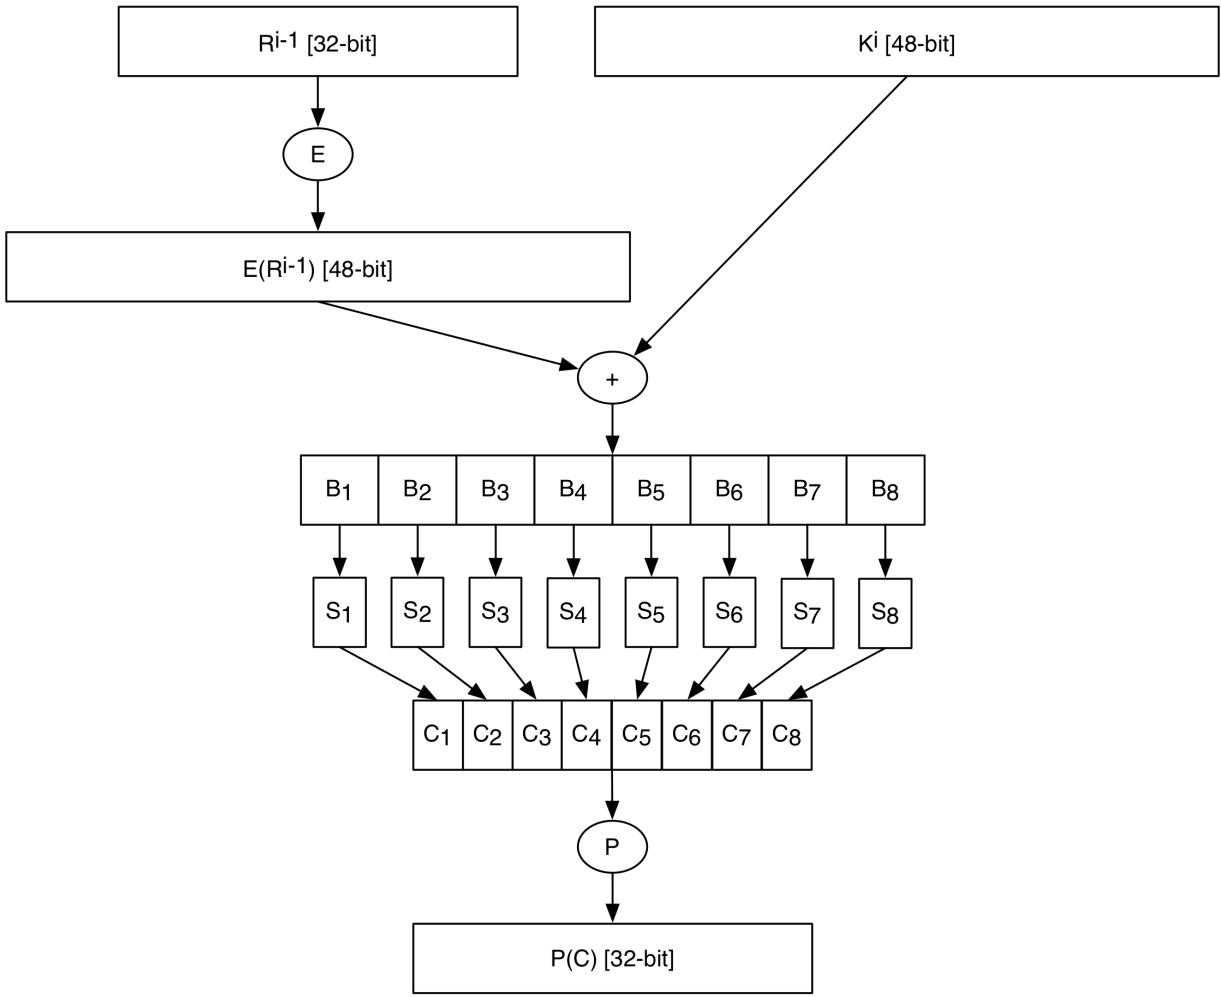 Rⁱ⁻¹ [32-bit]
Kⁱ [48-bit]
E
E(Rⁱ⁻¹) [48-bit]
+
B₁ B₂ B₃ B₄ B₅ B₆ B₇ B₈
S₁ S₂ S₃ S₄ S₅ S₆ S₇ S₈
C₁ C₂ C₃ C₄ C₅ C₆ C₇ C₈
P
P(C) [32-bit]